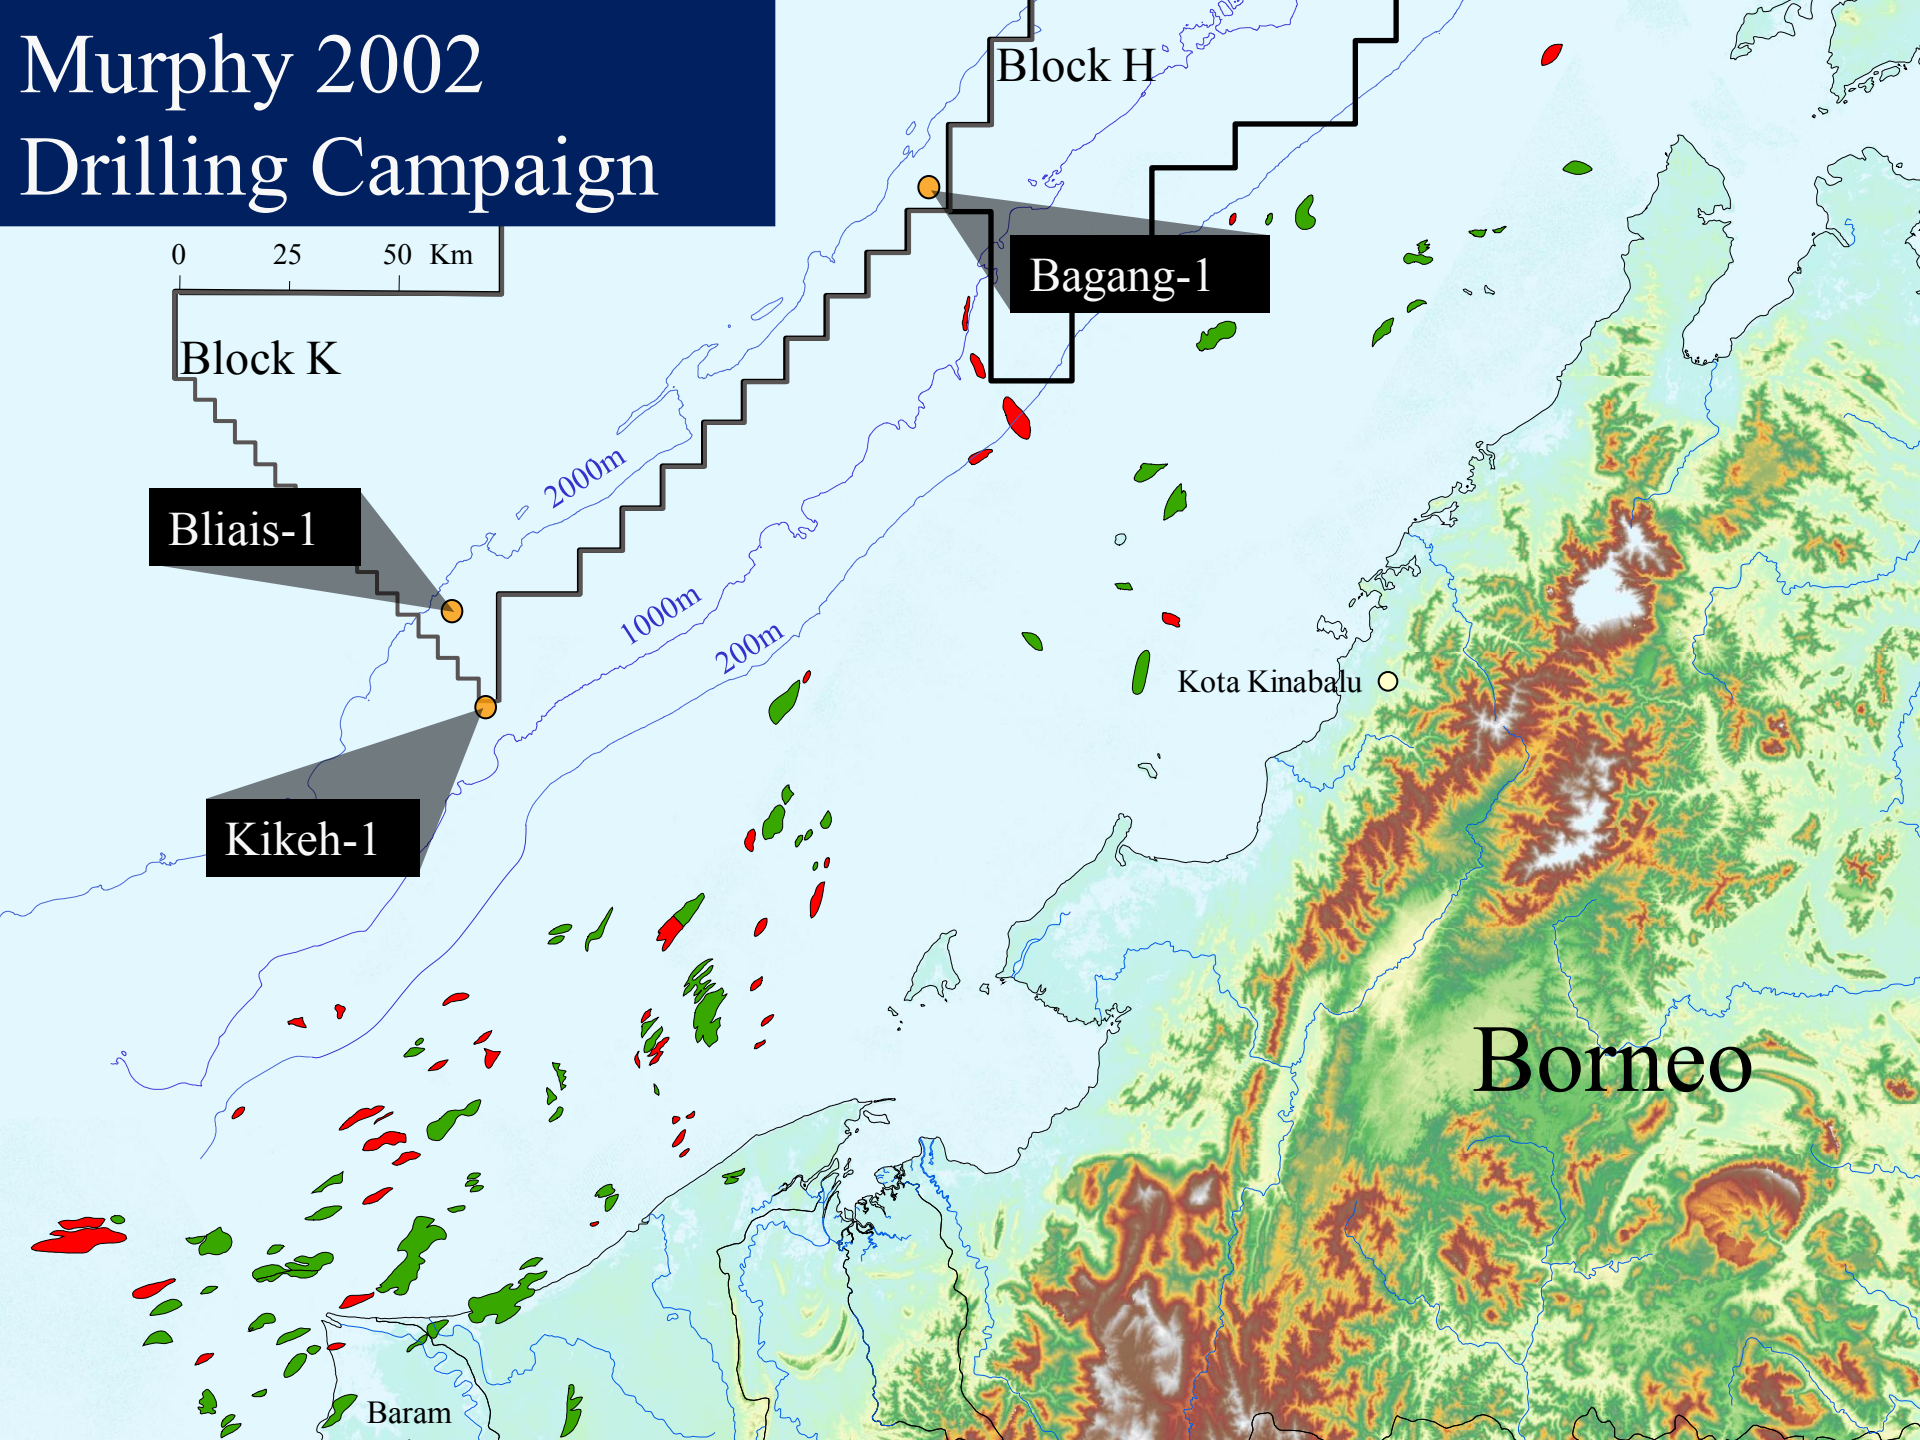 Murphy 2002
Drilling Campaign
Block H
0 25 50 Km
Bagang-1
Block K
2000m
Bliais-1
1000m
200m
Kota Kinabalu
Kikeh-1
Borneo
Baram